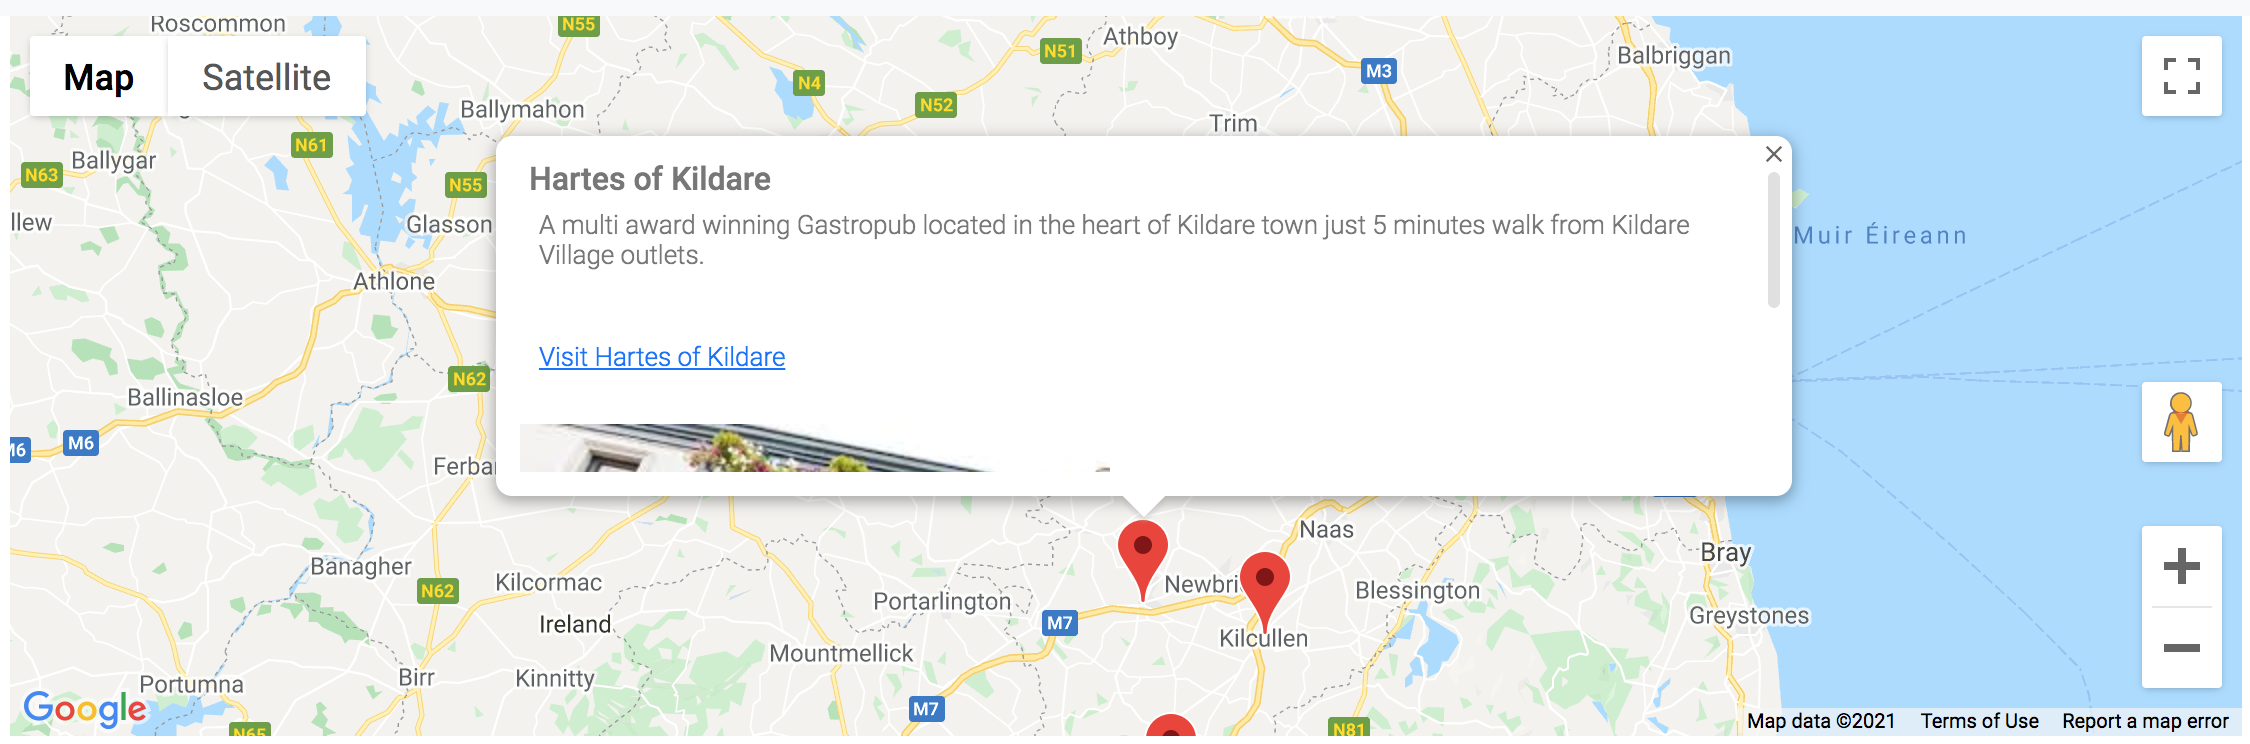 Roscommon
N55
N51
Athboy
Balbriggan
Map
Satellite
M3
N4
Ballymahon
N52
Trim
N61
Ballygar
N63
N55
Hartes of Kildare
A multi award winning Gastropub located in the heart of Kildare town just 5 minutes walk from Kildare
Village outlets.
llew
Glasson
Muir Éireann
Athlone
Visit Hartes of Kildare
N62
Ballinasloe
M6
M6
Ferba
Naas
Bray
Banagher
Kilcormac
N62
Newbri
Blessington
Portarlington
Greystones
Ireland
M7
Kilcullen
Mountmellick
Birr
Kinnitty
Portumna
Google
M7
N65
N81
Map data ©2021
Terms of Use
Report a map error